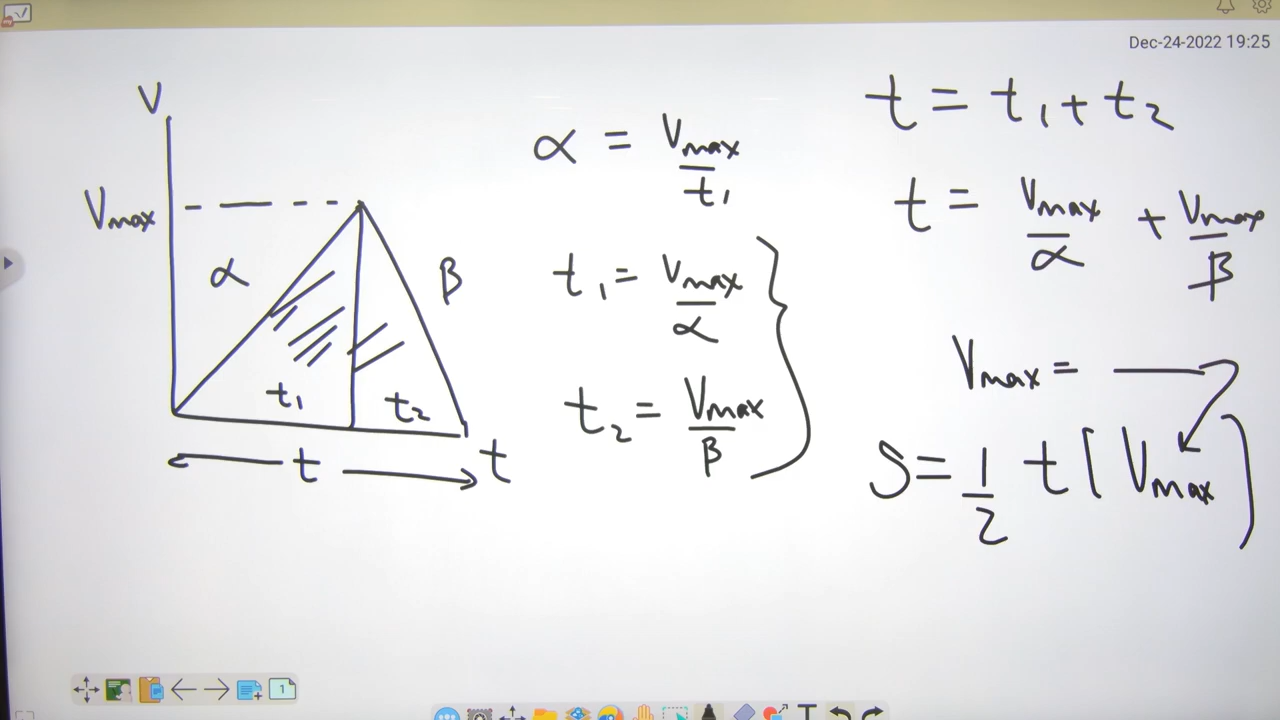 Dec-24-2022 19:25
V
Vmax
α
β
t₁
t₂
t
t
α = Vmax/t₁
t₁ = Vmax/α
t₂ = Vmax/β
t = t₁ + t₂
t = Vmax/α + Vmax/β
Vmax =
S = 1/2 t [ Vmax )
1
T